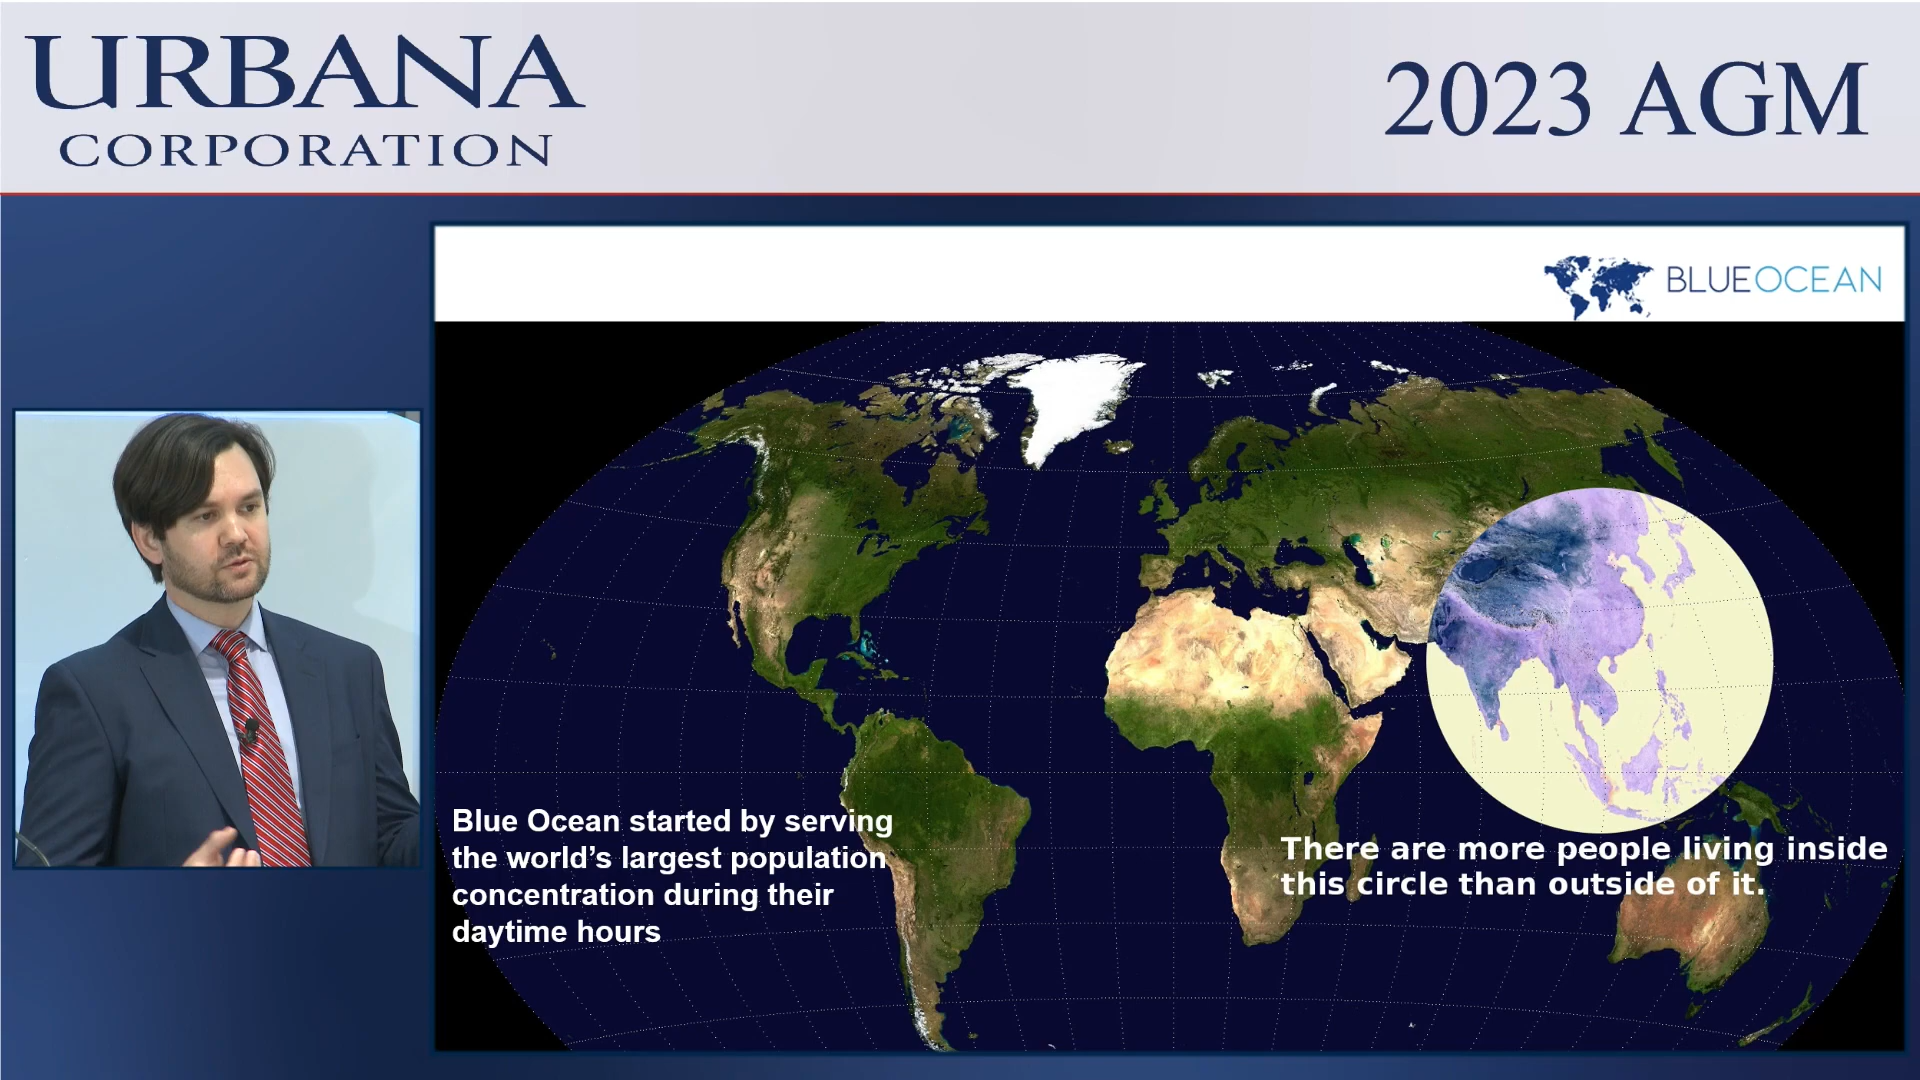 URBANA
CORPORATION
2023 AGM
BLUEOCEAN
Blue Ocean started by serving
the world’s largest population
concentration during their
daytime hours
There are more people living inside
this circle than outside of it.